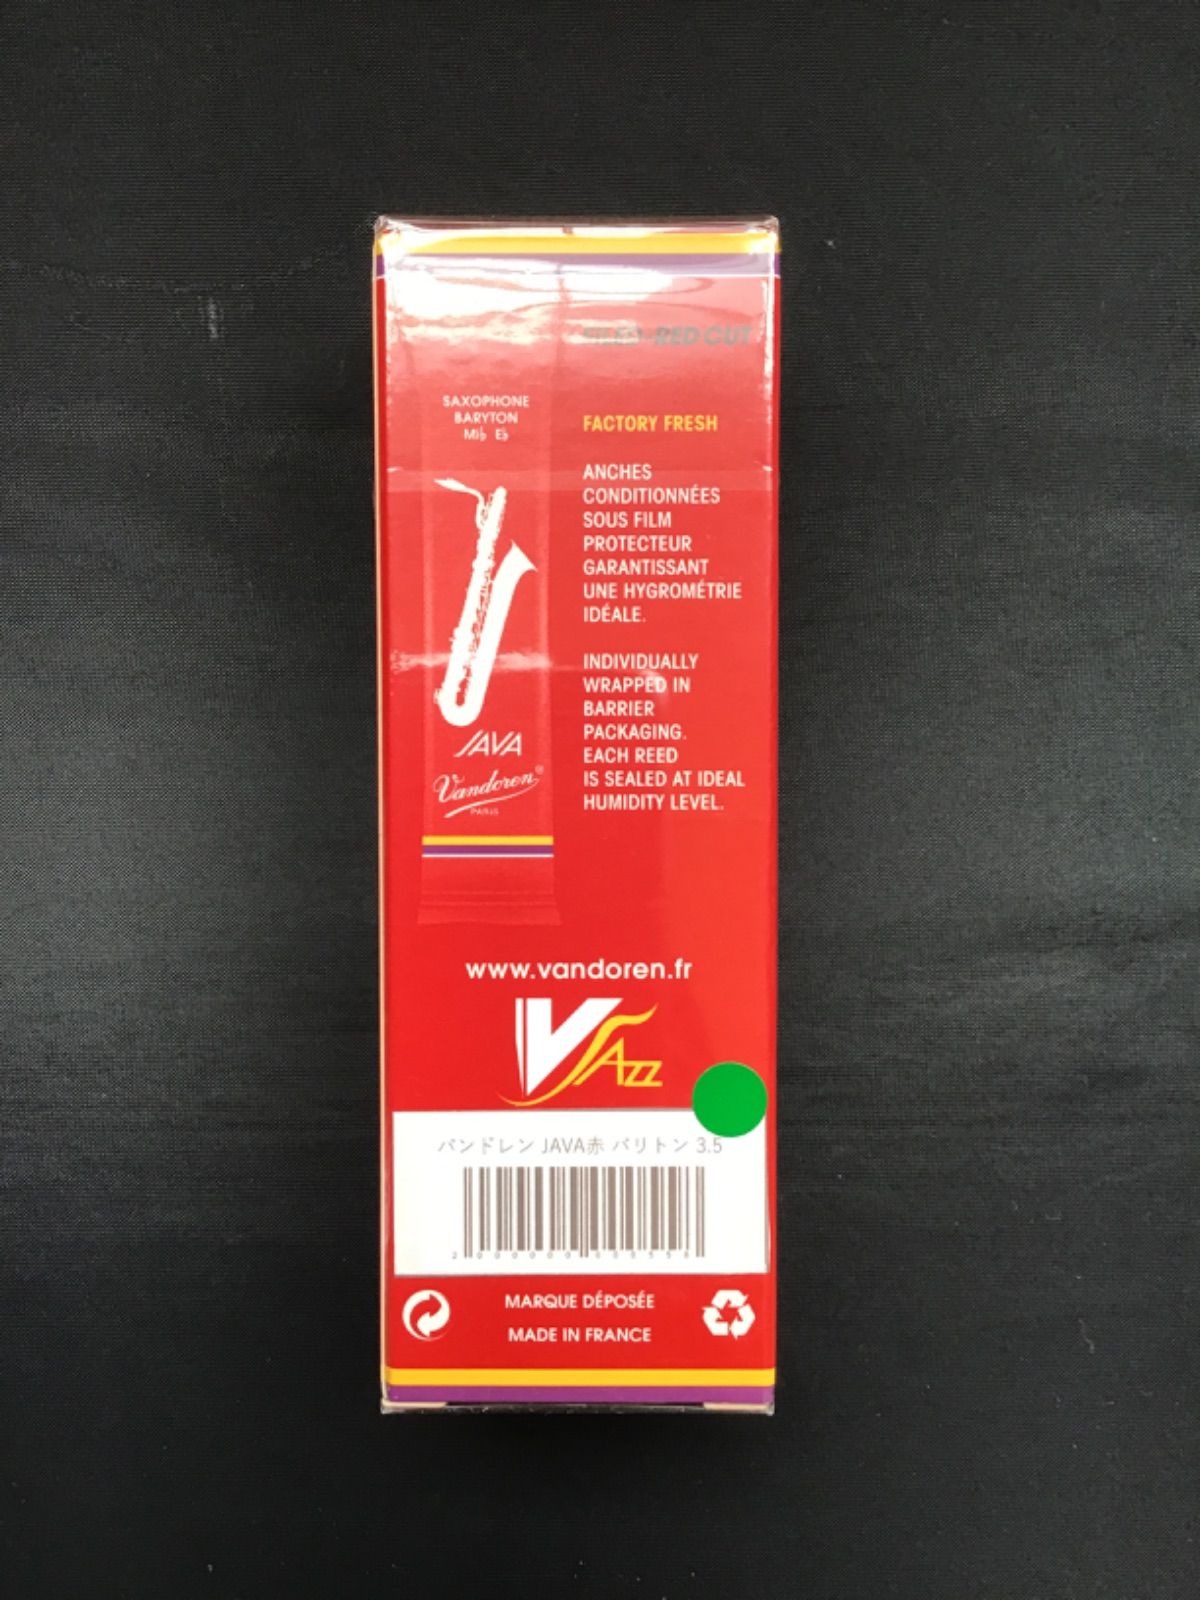 FILED - RED CUT
SAXOPHONE
BARYTON
Mi♭ E♭
FACTORY FRESH
ANCHES
CONDITIONNÉES
SOUS FILM
PROTECTEUR
GARANTISSANT
UNE HYGROMÉTRIE
IDÉALE.
INDIVIDUALLY
WRAPPED IN
BARRIER
PACKAGING.
EACH REED
IS SEALED AT IDEAL
HUMIDITY LEVEL.
JAVA
Vandoren®
PARIS
www.vandoren.fr
V JAZZ
バンドレン JAVA赤 バリトン 3.5
MARQUE DÉPOSÉE
MADE IN FRANCE